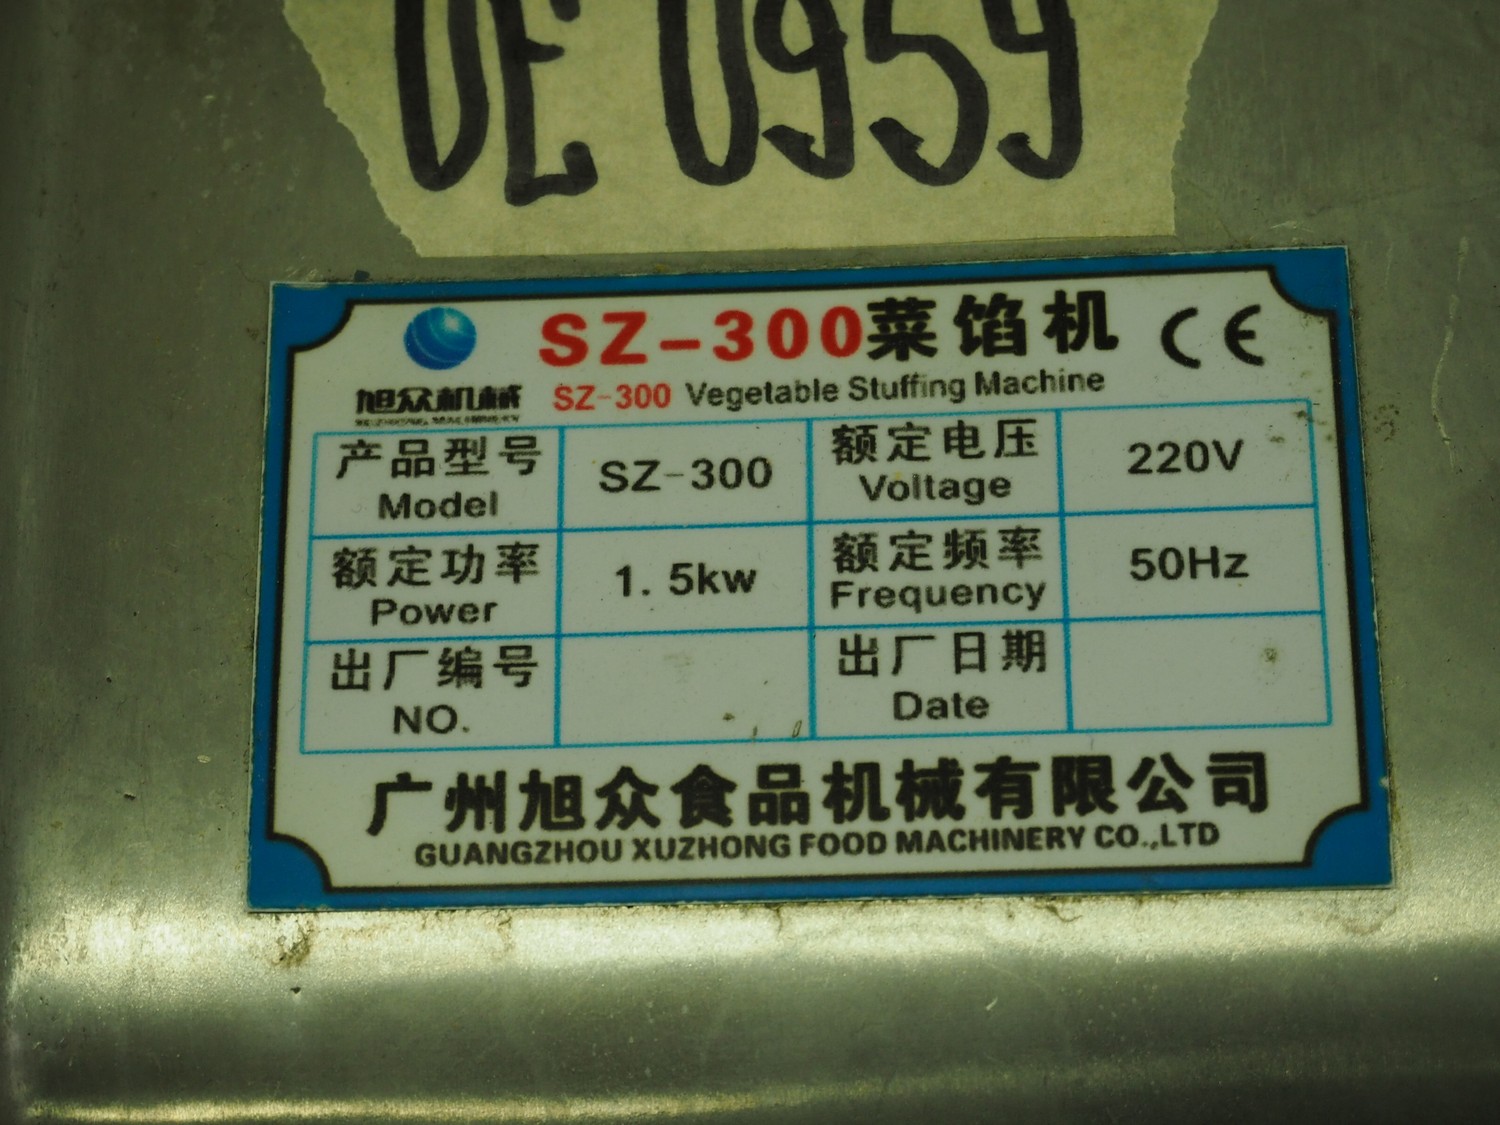 OE 0959
SZ-300菜馅机 CE
旭众机械
XUZHONG MACHINERY
SZ-300 Vegetable Stuffing Machine
产品型号 SZ-300 额定电压 220V
Model Voltage
额定功率 1.5kw 额定频率 50Hz
Power Frequency
出厂编号 出厂日期
NO. Date
广州旭众食品机械有限公司
GUANGZHOU XUZHONG FOOD MACHINERY CO.,LTD